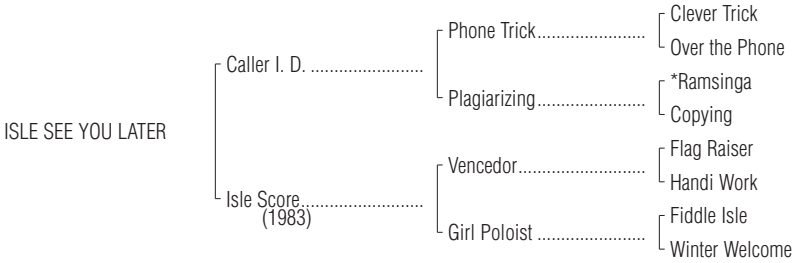 Clever Trick
Phone Trick........................
Over the Phone
Caller I. D. .........................
*Ramsinga
Plagiarizing........................
Copying
ISLE SEE YOU LATER
Flag Raiser
Vencedor............................
Handi Work
Isle Score...........................
(1983)
Fiddle Isle
Girl Poloist ........................
Winter Welcome